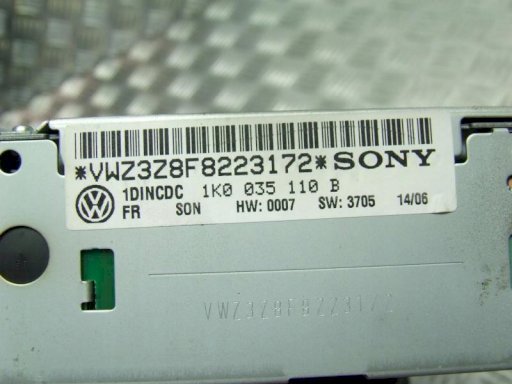 *VWZ3Z8F8223172* SONY
1DINCDC 1K0 035 110 B
FR SON HW: 0007 SW: 3705 14/06
VWZ3Z8F8223172